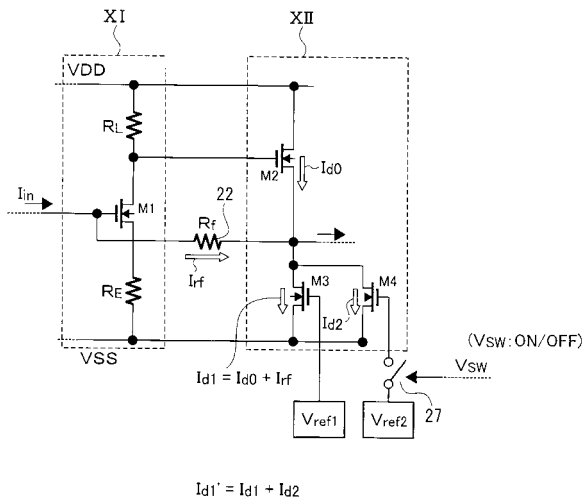 XI
XII
VDD
RL
M2
Id0
Iin
M1
Rf
22
Irf
RE
M3
M4
Id2
VSS
(VSW:ON/OFF)
VSW
27
Id1 = Id0 + Irf
Vref1
Vref2
Id1' = Id1 + Id2